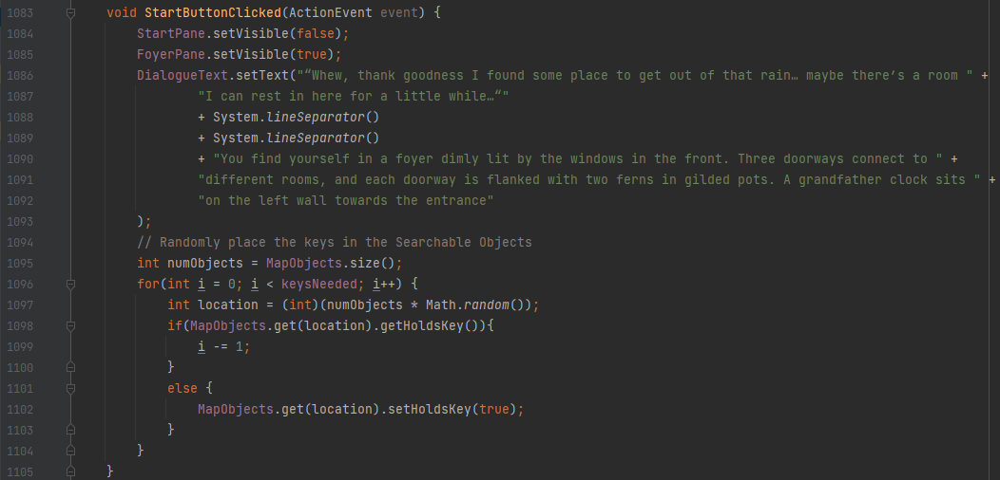 1083 void StartButtonClicked(ActionEvent event) {
1084 StartPane.setVisible(false);
1085 FoyerPane.setVisible(true);
1086 DialogueText.setText("“Whew, thank goodness I found some place to get out of that rain… maybe there’s a room " +
1087 "I can rest in here for a little while…“"
1088 + System.lineSeparator()
1089 + System.lineSeparator()
1090 + "You find yourself in a foyer dimly lit by the windows in the front. Three doorways connect to " +
1091 "different rooms, and each doorway is flanked with two ferns in gilded pots. A grandfather clock sits " +
1092 "on the left wall towards the entrance"
1093 );
1094 // Randomly place the keys in the Searchable Objects
1095 int numObjects = MapObjects.size();
1096 for(int i = 0; i < keysNeeded; i++) {
1097 int location = (int)(numObjects * Math.random());
1098 if(MapObjects.get(location).getHoldsKey()){
1099 i -= 1;
1100 }
1101 else {
1102 MapObjects.get(location).setHoldsKey(true);
1103 }
1104 }
1105 }